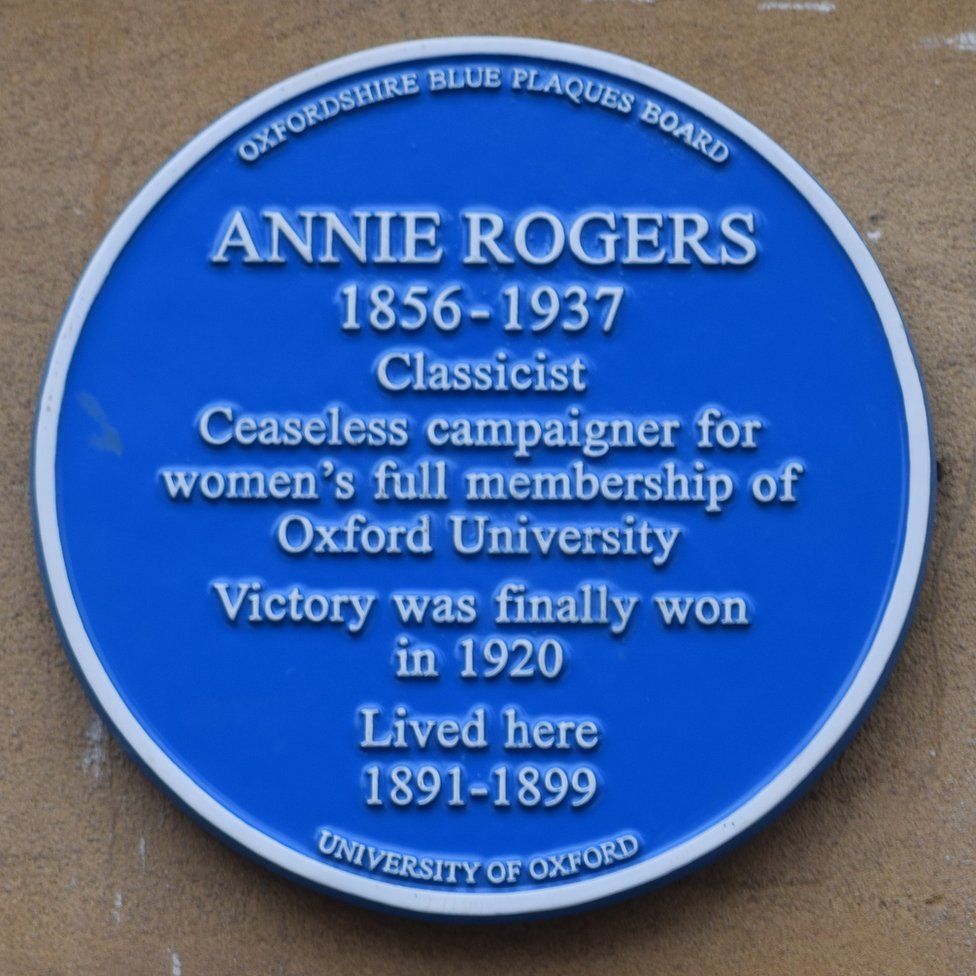 OXFORDSHIRE BLUE PLAQUES BOARD
ANNIE ROGERS
1856-1937
Classicist
Ceaseless campaigner for
women's full membership of
Oxford University
Victory was finally won
in 1920
Lived here
1891-1899
UNIVERSITY OF OXFORD